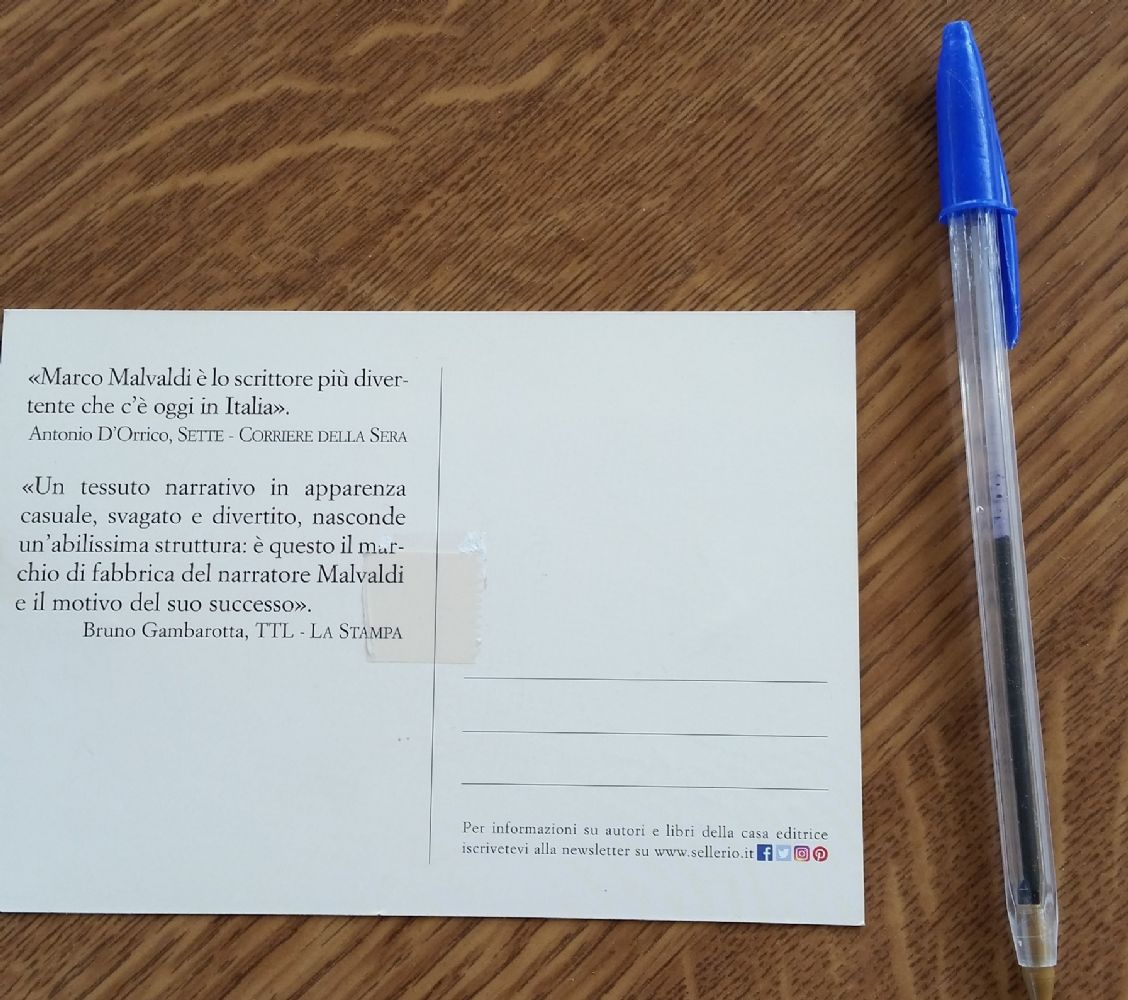 «Marco Malvaldi è lo scrittore più diver-
tente che c'è oggi in Italia».
Antonio D'Orrico, SETTE - CORRIERE DELLA SERA
«Un tessuto narrativo in apparenza
casuale, svagato e divertito, nasconde
un'abilissima struttura: è questo il mar-
chio di fabbrica del narratore Malvaldi
e il motivo del suo successo».
Bruno Gambarotta, TTL - LA STAMPA
Per informazioni su autori e libri della casa editrice
iscrivetevi alla newsletter su www.sellerio.it